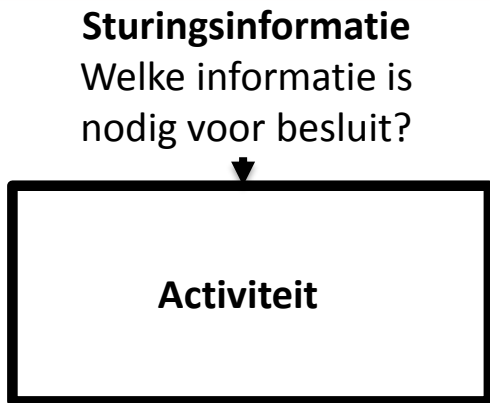 Sturingsinformatie
Welke informatie is
nodig voor besluit?
Activiteit